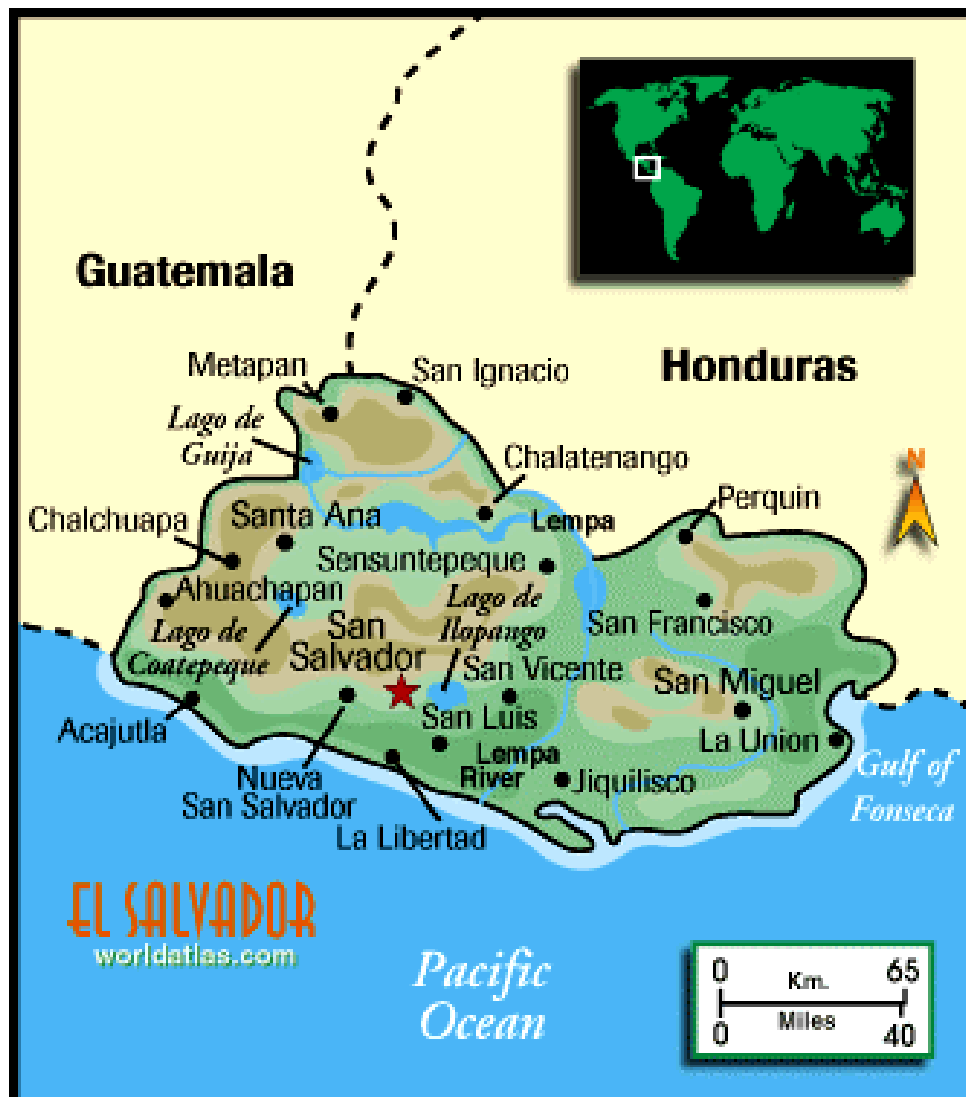 Guatemala
Honduras
Metapan
San Ignacio
Lago de
Guija
Chalatenango
N
Perquin
Chalchuapa
Santa Ana
Lempa
Sensuntepeque
Ahuachapan
Lago de
Ilopango
Lago de
Coatepeque
San
Salvador
San Francisco
San Vicente
San Miguel
Acajutla
San Luis
La Union
Nueva
San Salvador
Lempa
River
Jiquilisco
Gulf of
Fonseca
La Libertad
EL SALVADOR
worldatlas.com
Pacific
Ocean
0 Km. 65
0 Miles 40